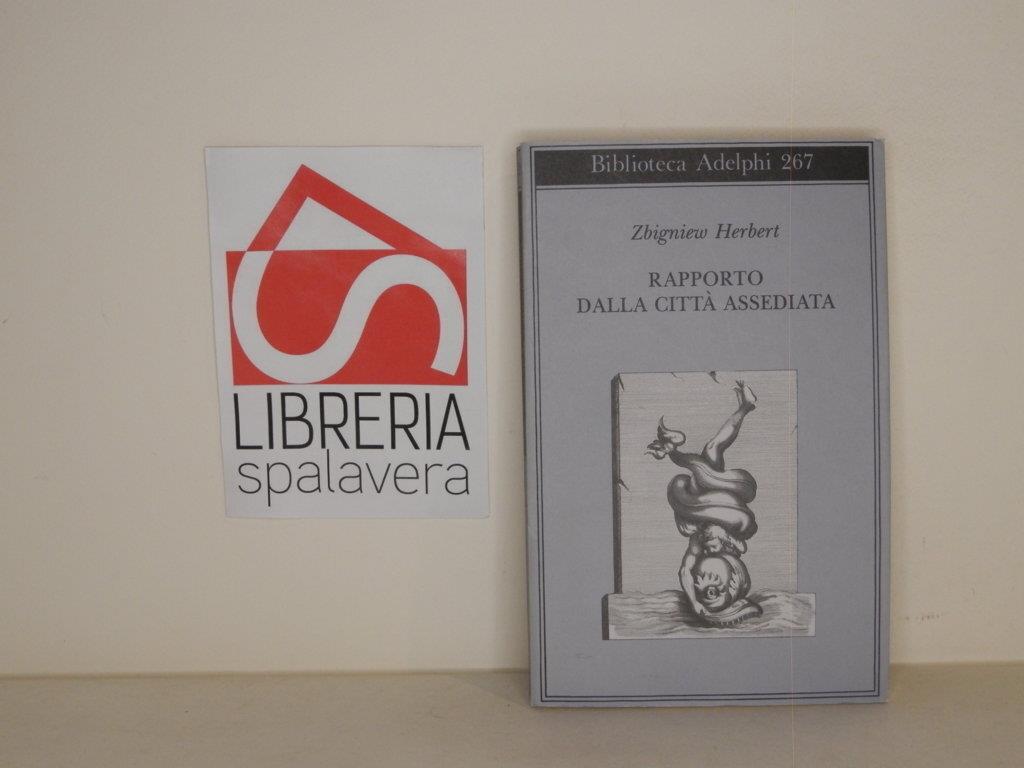 LIBRERIA
spalavera
Biblioteca Adelphi 267
Zbigniew Herbert
RAPPORTO
DALLA CITTÀ ASSEDIATA